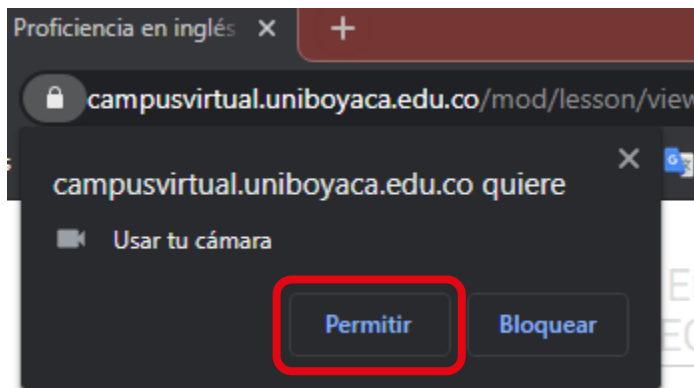 Proficiencia en inglés
campusvirtual.uniboyaca.edu.co/mod/lesson/view
campusvirtual.uniboyaca.edu.co quiere
Usar tu cámara
Permitir Bloquear